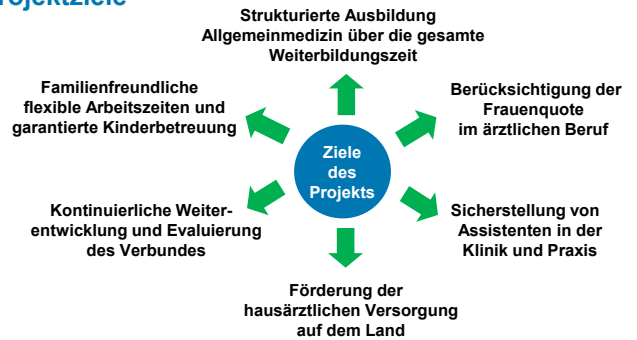 rojektziele
Strukturierte Ausbildung
Allgemeinmedizin über die gesamte
Weiterbildungszeit
Familienfreundliche
flexible Arbeitszeiten und
garantierte Kinderbetreuung
Berücksichtigung der
Frauenquote
im ärztlichen Beruf
Ziele
des
Projekts
Kontinuierliche Weiter-
entwicklung und Evaluierung
des Verbundes
Sicherstellung von
Assistenten in der
Klinik und Praxis
Förderung der
hausärztlichen Versorgung
auf dem Land